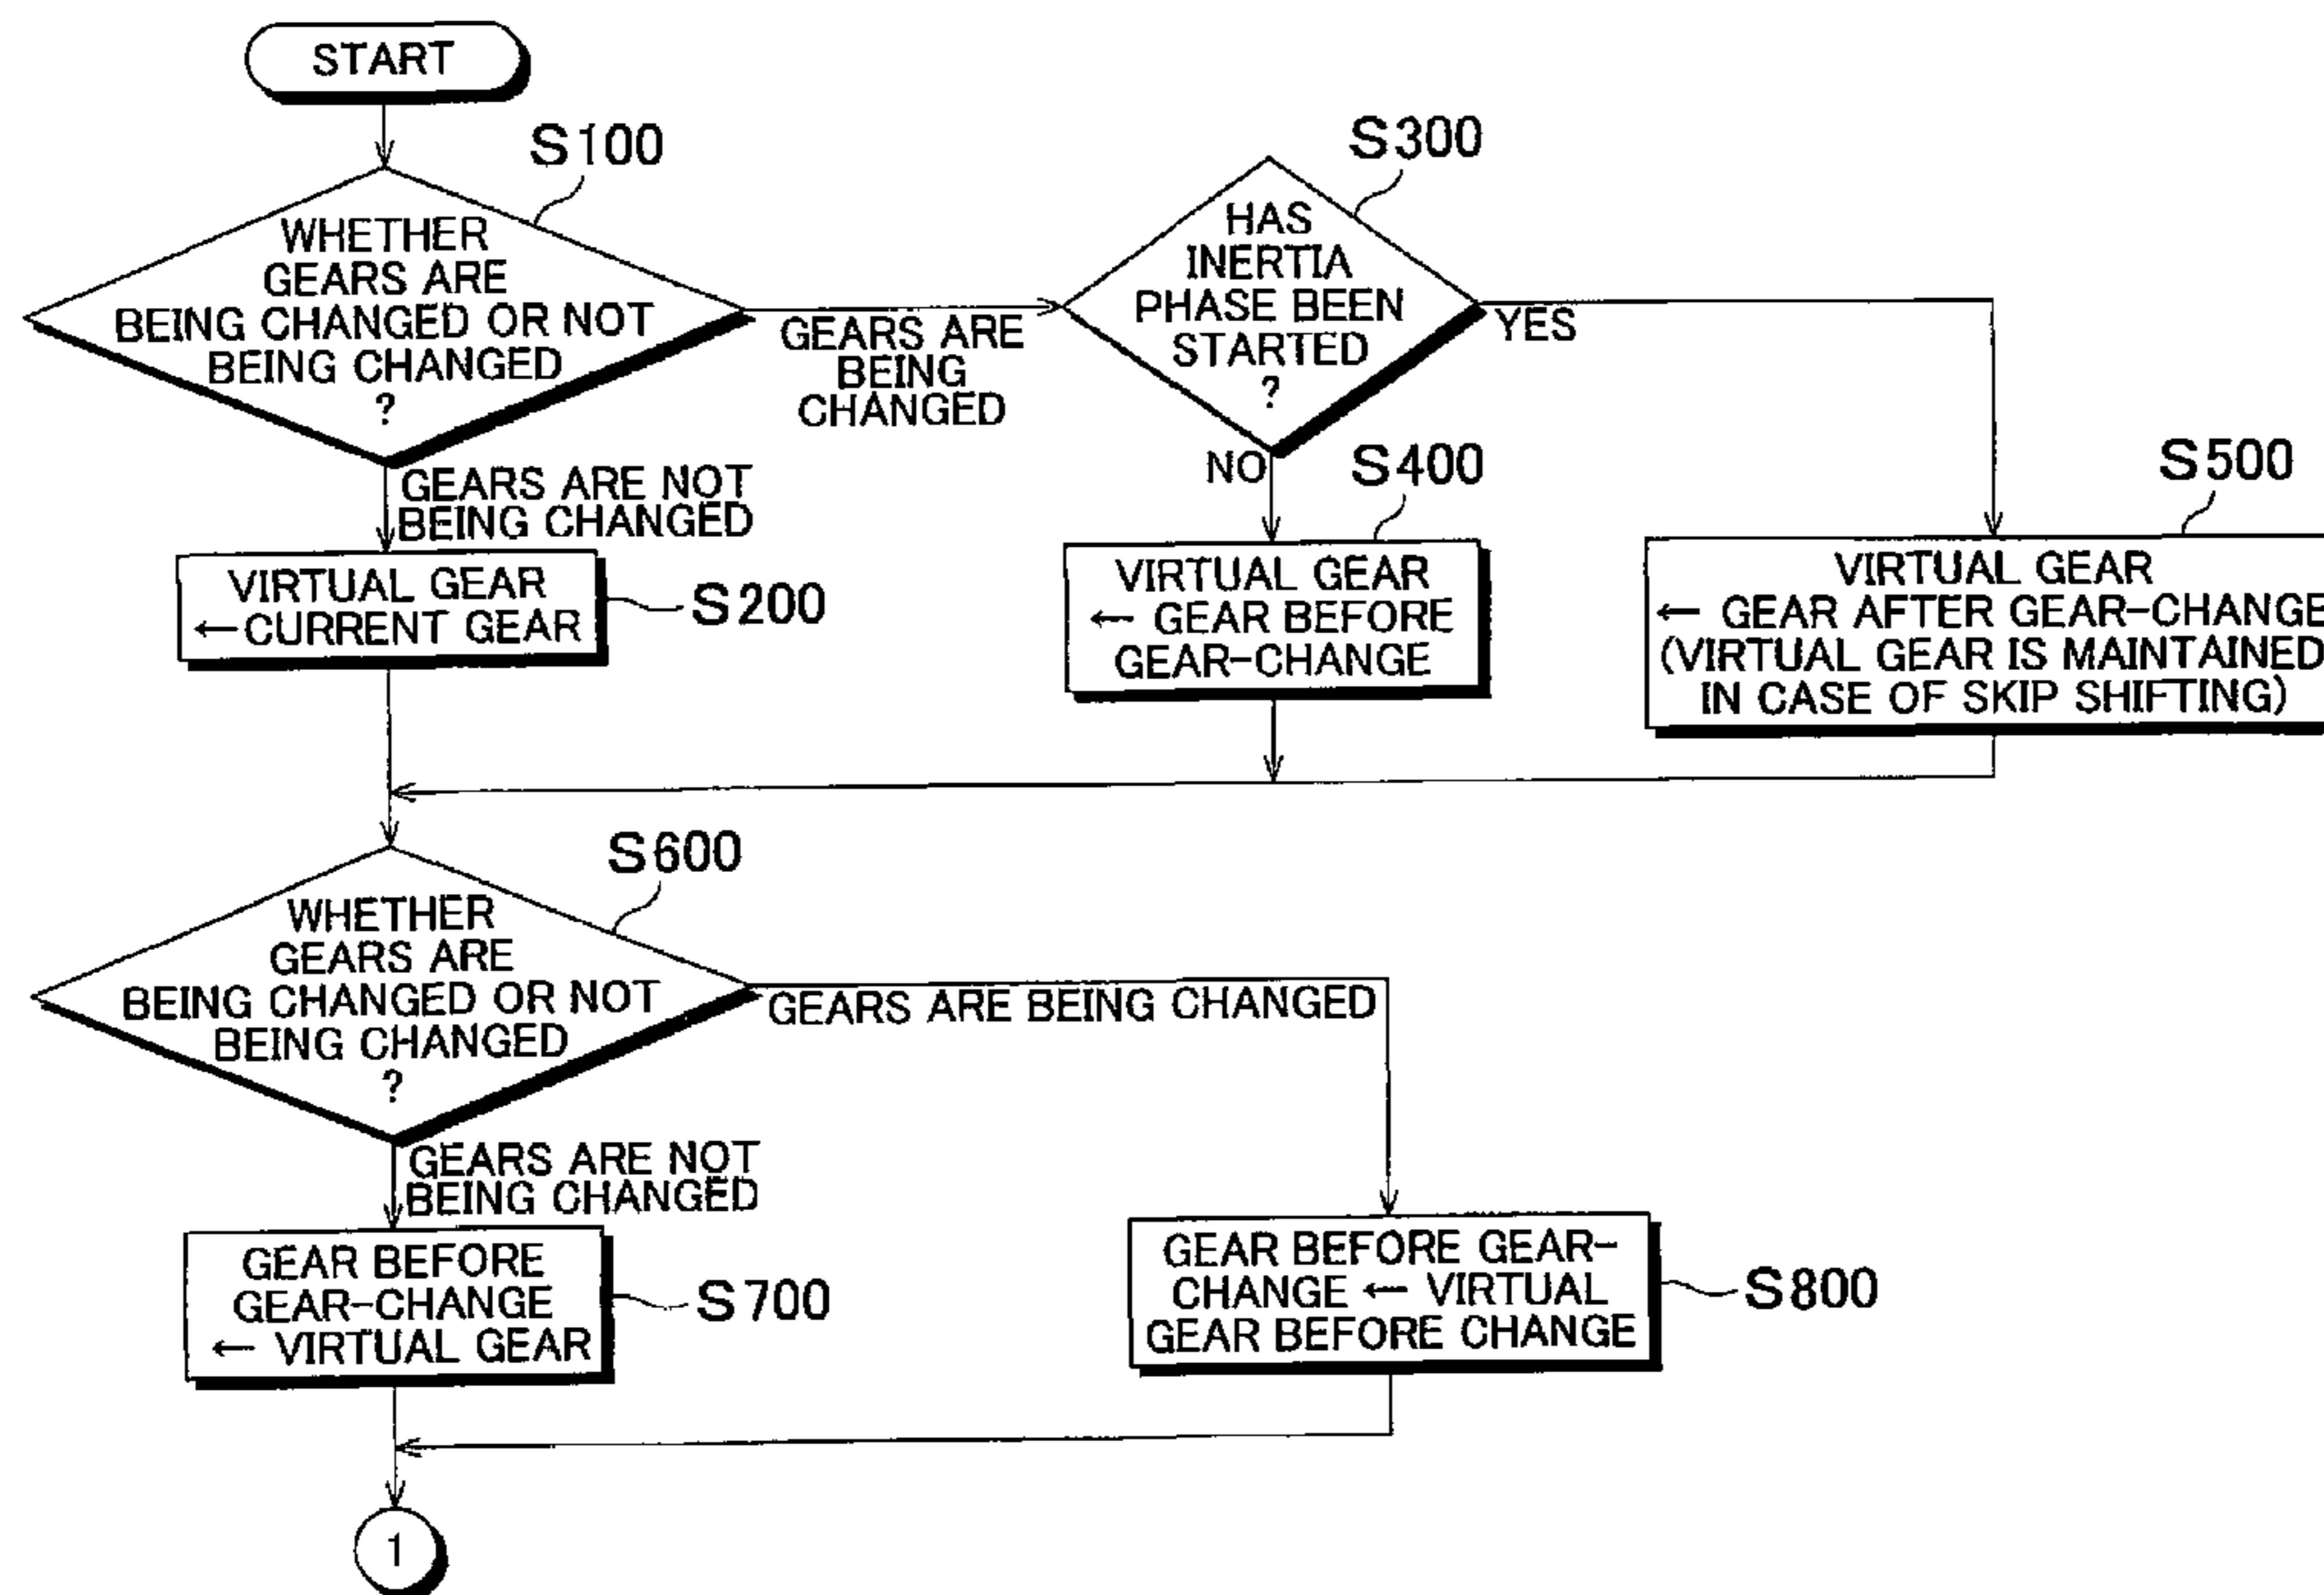 START
S100
WHETHER
GEARS ARE
BEING CHANGED OR NOT
BEING CHANGED
?
GEARS ARE
BEING
CHANGED
S300
HAS
INERTIA
PHASE BEEN
STARTED
?
YES
NO
GEARS ARE NOT
BEING CHANGED
VIRTUAL GEAR
←CURRENT GEAR
S200
S400
VIRTUAL GEAR
← GEAR BEFORE
GEAR-CHANGE
S500
VIRTUAL GEAR
← GEAR AFTER GEAR-CHANGE
(VIRTUAL GEAR IS MAINTAINED
IN CASE OF SKIP SHIFTING)
S600
WHETHER
GEARS ARE
BEING CHANGED OR NOT
BEING CHANGED
?
GEARS ARE BEING CHANGED
GEARS ARE NOT
BEING CHANGED
GEAR BEFORE
GEAR-CHANGE
← VIRTUAL GEAR
S700
GEAR BEFORE GEAR-
CHANGE ← VIRTUAL
GEAR BEFORE CHANGE
S800
1